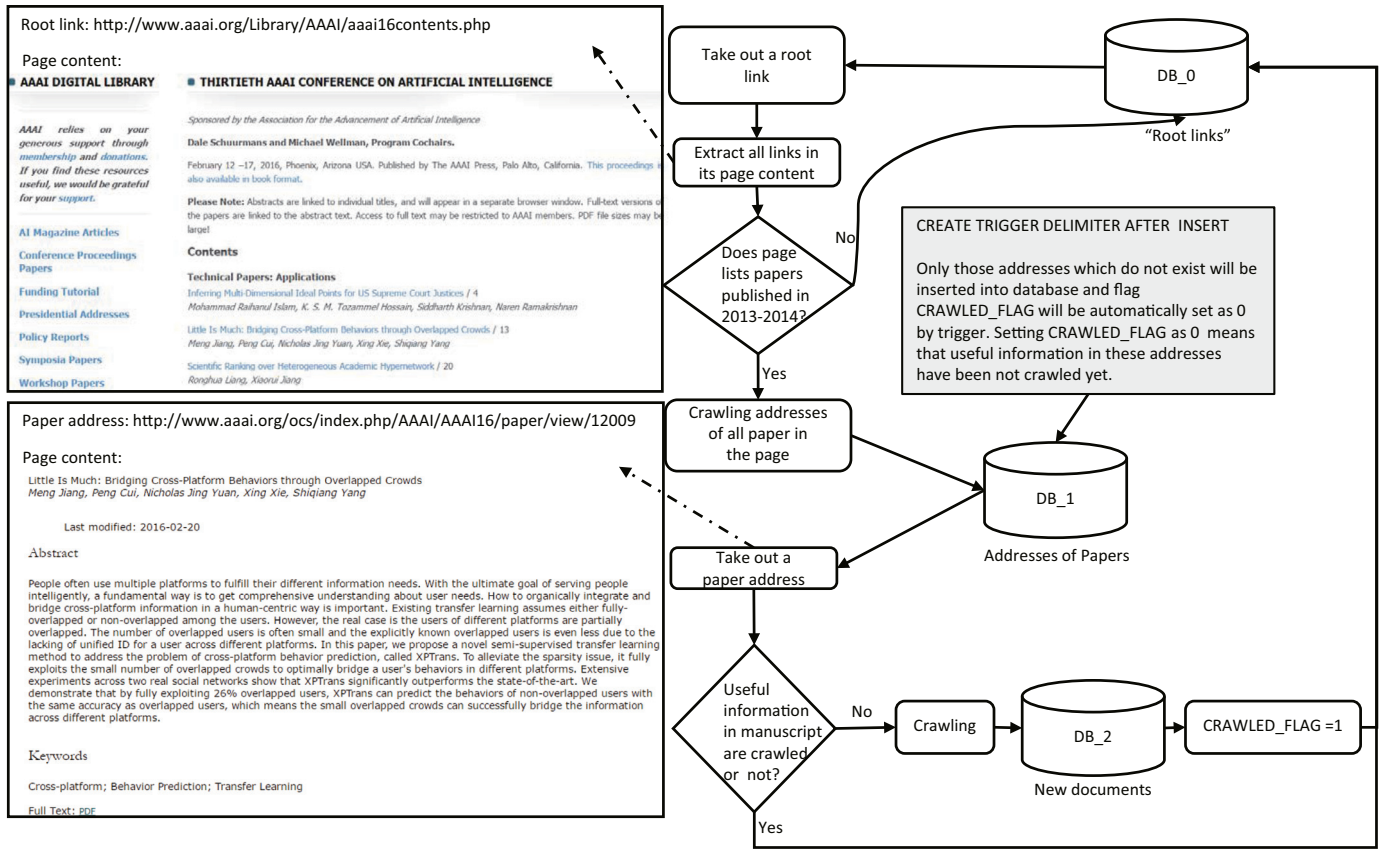 Root link: http://www.aaai.org/Library/AAAI/aaai16contents.php
Page content:
AAAI DIGITAL LIBRARY
AAAI relies on your
generous support through
membership and donations.
If you find these resources
useful, we would be grateful
for your support.
AI Magazine Articles
Conference Proceedings
Papers
Funding Tutorial
Presidential Addresses
Policy Reports
Symposia Papers
Workshop Papers
THIRTIETH AAAI CONFERENCE ON ARTIFICIAL INTELLIGENCE
Sponsored by the Association for the Advancement of Artificial Intelligence
Dale Schuurmans and Michael Wellman, Program Cochairs.
February 12 –17, 2016, Phoenix, Arizona USA. Published by The AAAI Press, Palo Alto, California. This proceedings is
also available in book format.
Please Note: Abstracts are linked to individual titles, and will appear in a separate browser window. Full-text versions o
the papers are linked to the abstract text. Access to full text may be restricted to AAAI members. PDF file sizes may be
large!
Contents
Technical Papers: Applications
Inferring Multi-Dimensional Ideal Points for US Supreme Court Justices / 4
Mohammad Raihanul Islam, K. S. M. Tozammel Hossain, Siddharth Krishnan, Naren Ramakrishnan
Little Is Much: Bridging Cross-Platform Behaviors through Overlapped Crowds / 13
Meng Jiang, Peng Cui, Nicholas Jing Yuan, Xing Xie, Shiqiang Yang
Scientific Ranking over Heterogeneous Academic Hypernetwork / 20
Ronghua Liang, Xiaorui Jiang
Paper address: http://www.aaai.org/ocs/index.php/AAAI/AAAI16/paper/view/12009
Page content:
Little Is Much: Bridging Cross-Platform Behaviors through Overlapped Crowds
Meng Jiang, Peng Cui, Nicholas Jing Yuan, Xing Xie, Shiqiang Yang
Last modified: 2016-02-20
Abstract
People often use multiple platforms to fulfill their different information needs. With the ultimate goal of serving people
intelligently, a fundamental way is to get comprehensive understanding about user needs. How to organically integrate and
bridge cross-platform information in a human-centric way is important. Existing transfer learning assumes either fully-
overlapped or non-overlapped among the users. However, the real case is the users of different platforms are partially
overlapped. The number of overlapped users is often small and the explicitly known overlapped users is even less due to the
lacking of unified ID for a user across different platforms. In this paper, we propose a novel semi-supervised transfer learning
method to address the problem of cross-platform behavior prediction, called XPTrans. To alleviate the sparsity issue, it fully
exploits the small number of overlapped crowds to optimally bridge a user's behaviors in different platforms. Extensive
experiments across two real social networks show that XPTrans significantly outperforms the state-of-the-art. We
demonstrate that by fully exploiting 26% overlapped users, XPTrans can predict the behaviors of non-overlapped users with
the same accuracy as overlapped users, which means the small overlapped crowds can successfully bridge the information
across different platforms.
Keywords
Cross-platform; Behavior Prediction; Transfer Learning
Full Text: PDF
Take out a root
link
DB_0
"Root links"
Extract all links in
its page content
Does page
lists papers
published in
2013-2014?
No
Yes
CREATE TRIGGER DELIMITER AFTER INSERT
Only those addresses which do not exist will be
inserted into database and flag
CRAWLED_FLAG will be automatically set as 0
by trigger. Setting CRAWLED_FLAG as 0 means
that useful information in these addresses
have been not crawled yet.
Crawling addresses
of all paper in
the page
DB_1
Addresses of Papers
Take out a
paper address
Useful
information
in manuscript
are crawled
or not?
No
Crawling
DB_2
New documents
CRAWLED_FLAG =1
Yes